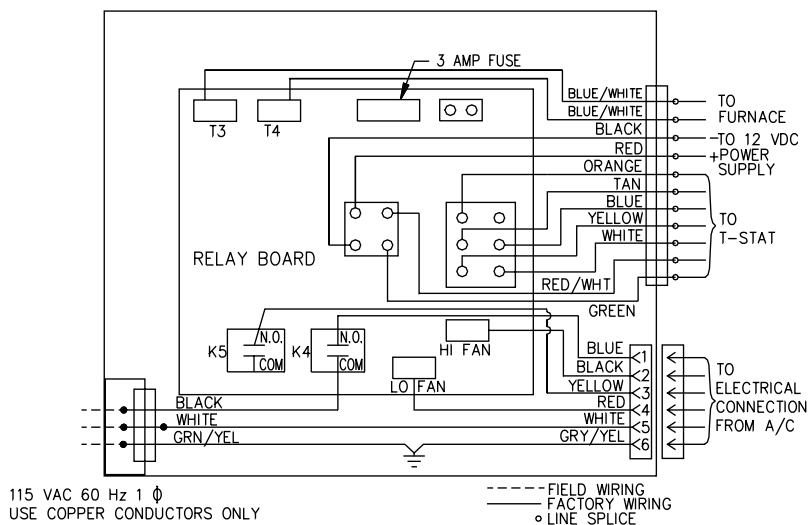 3 AMP FUSE
T3
T4
BLUE/WHITE
BLUE/WHITE
BLACK
RED
ORANGE
TAN
BLUE
YELLOW
WHITE
RED/WHT
GREEN
TO
FURNACE
-TO 12 VDC
+POWER
SUPPLY
TO
T-STAT
RELAY BOARD
K5
N.O.
COM
K4
N.O.
COM
HI FAN
LO FAN
BLUE
BLACK
YELLOW
RED
WHITE
GRY/YEL
1
2
3
4
5
6
TO
ELECTRICAL
CONNECTION
FROM A/C
BLACK
WHITE
GRN/YEL
115 VAC 60 Hz 1 ϕ
USE COPPER CONDUCTORS ONLY
FIELD WIRING
FACTORY WIRING
LINE SPLICE